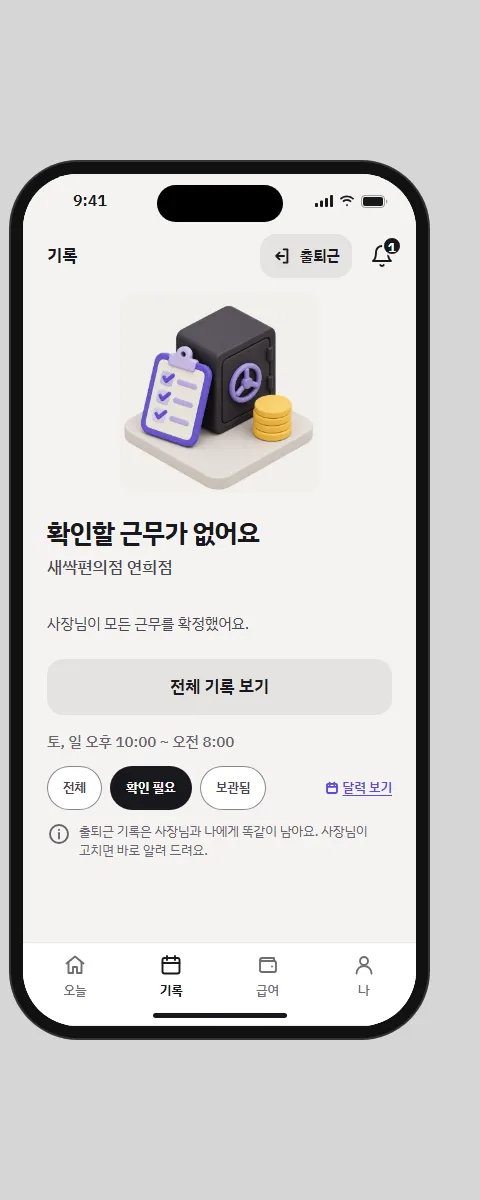 9:41
기록
출퇴근
1
확인할 근무가 없어요
새싹편의점 연희점
사장님이 모든 근무를 확정했어요.
전체 기록 보기
토, 일 오후 10:00 ~ 오전 8:00
전체
확인 필요
보관됨
달력 보기
출퇴근 기록은 사장님과 나에게 똑같이 남아요. 사장님이
고치면 바로 알려 드려요.
오늘
기록
급여
나